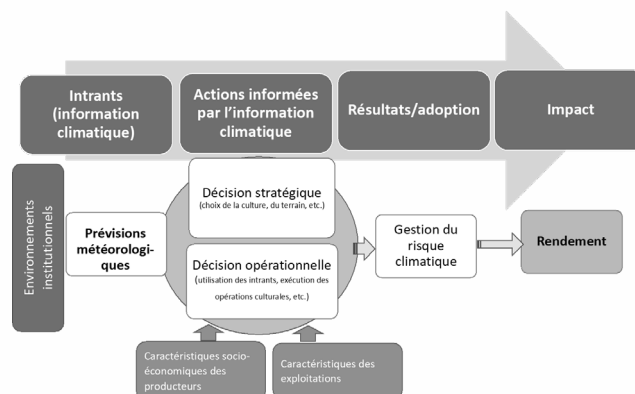 Intrants
(information
climatique)
Actions informées
par l’information
climatique
Résultats/adoption
Impact
Environnements
institutionnels
Prévisions
météorologi-
ques
Décision stratégique
(choix de la culture, du terrain, etc.)
Décision opérationnelle
(utilisation des intrants, exécution des
opérations culturales, etc.)
Gestion du
risque
climatique
Rendement
Caractéristiques socio-
économiques des
producteurs
Caractéristiques des
exploitations